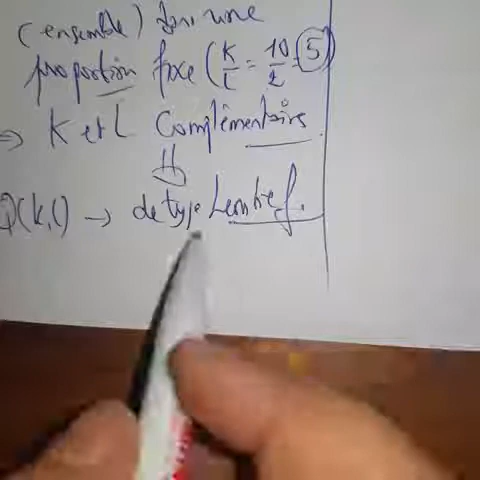 (ensemble) dans une
proportion fixe (K/L = 10/2 = 5)
⇒ K et L Complémentaires
⇓
Q(K,L) → de type Leontief.